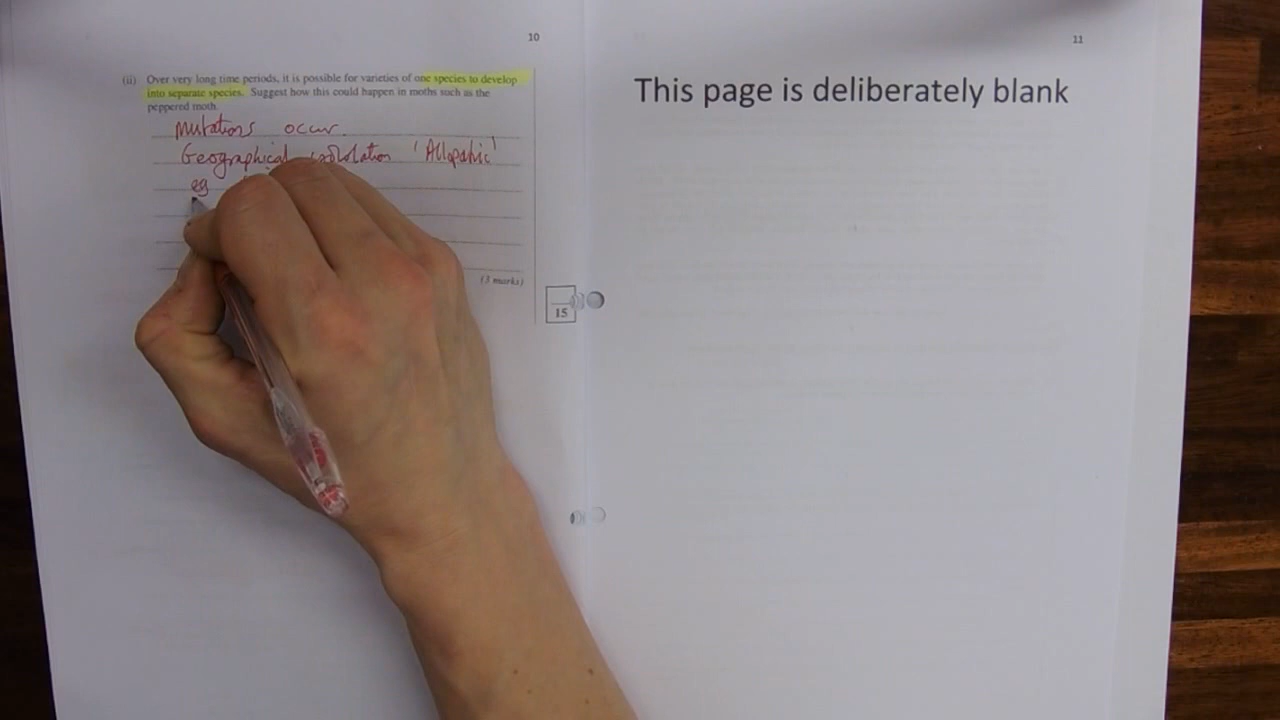 10
(ii) Over very long time periods, it is possible for varieties of one species to develop
into separate species. Suggest how this could happen in moths such as the
peppered moth.
Mutations occur.
Geographical isolation 'Allopatric'
eg
(3 marks)
15
11
This page is deliberately blank